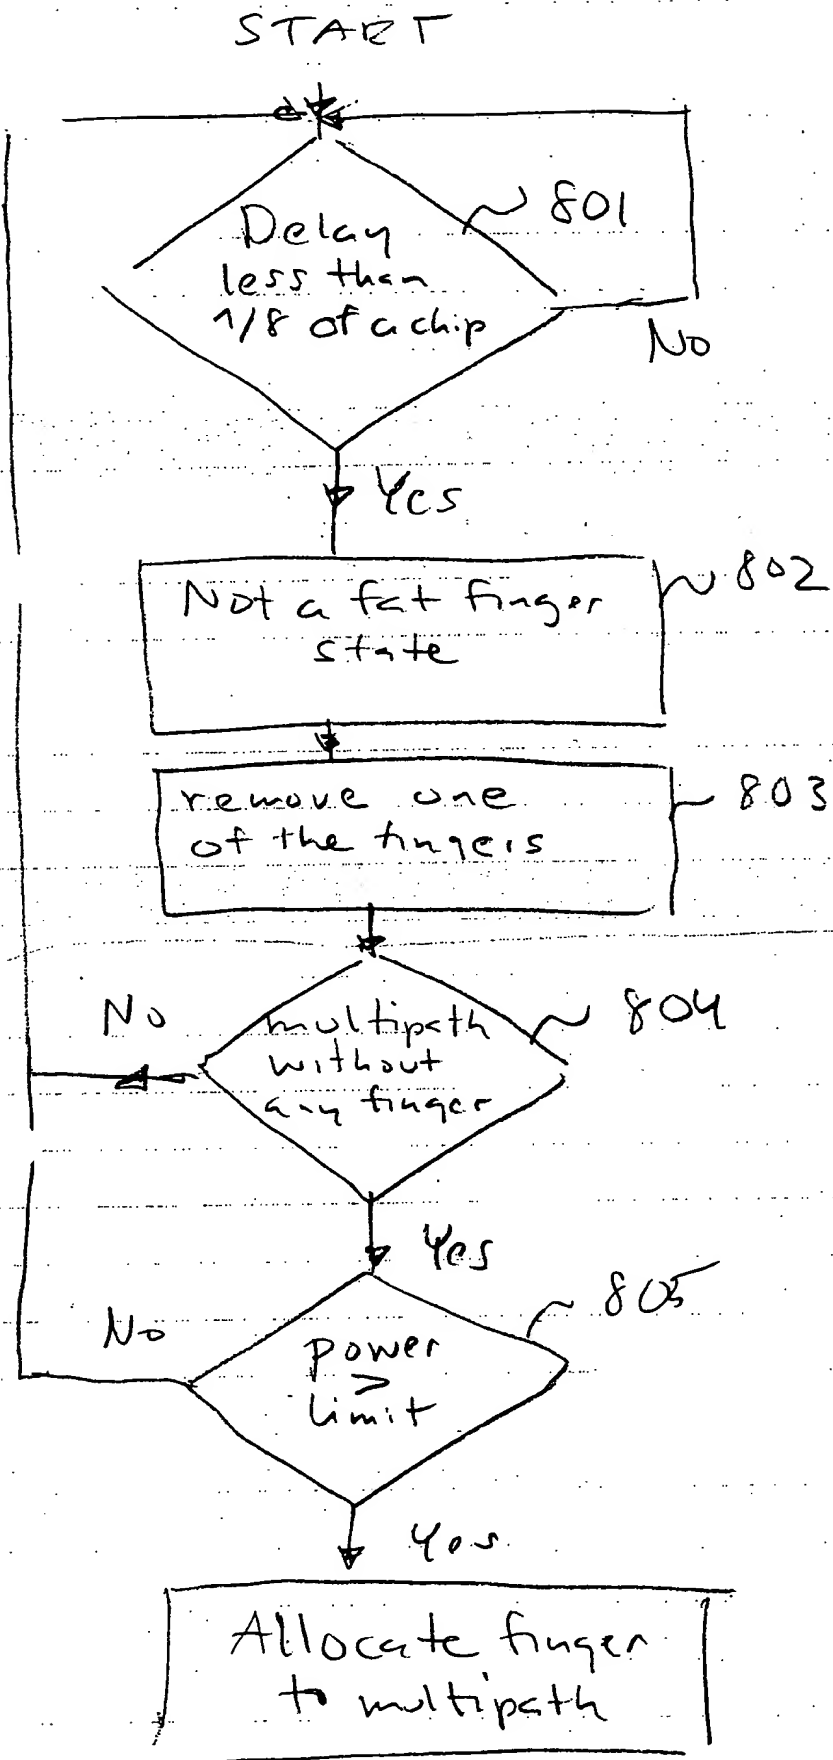 START
801
Delay
less than
1/8 of a chip
No
Yes
802
Not a fat finger
state
803
remove one
of the fingers
No
804
multipath
without
any finger
Yes
805
No
power
>
limit
Yes
Allocate finger
to multipath